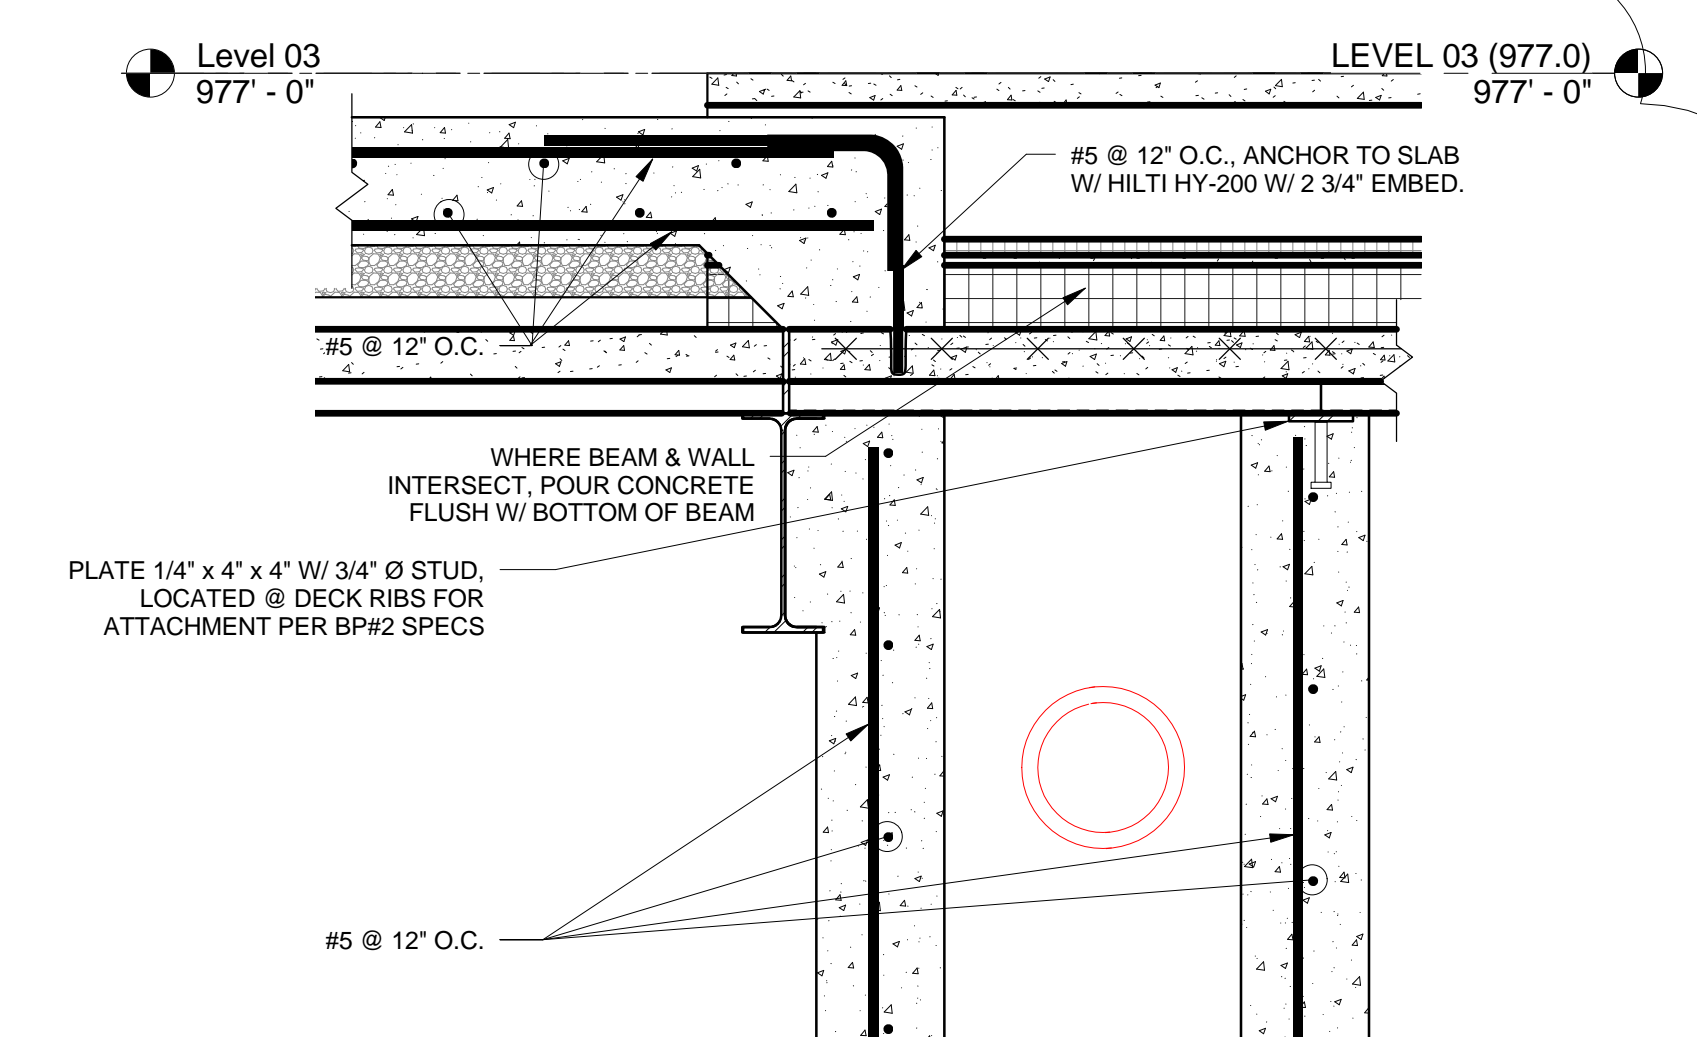 Level 03
977' - 0"
LEVEL 03 (977.0)
977' - 0"
#5 @ 12" O.C., ANCHOR TO SLAB
W/ HILTI HY-200 W/ 2 3/4" EMBED.
#5 @ 12" O.C.
WHERE BEAM & WALL
INTERSECT, POUR CONCRETE
FLUSH W/ BOTTOM OF BEAM
PLATE 1/4" x 4" x 4" W/ 3/4" Ø STUD,
LOCATED @ DECK RIBS FOR
ATTACHMENT PER BP#2 SPECS
#5 @ 12" O.C.